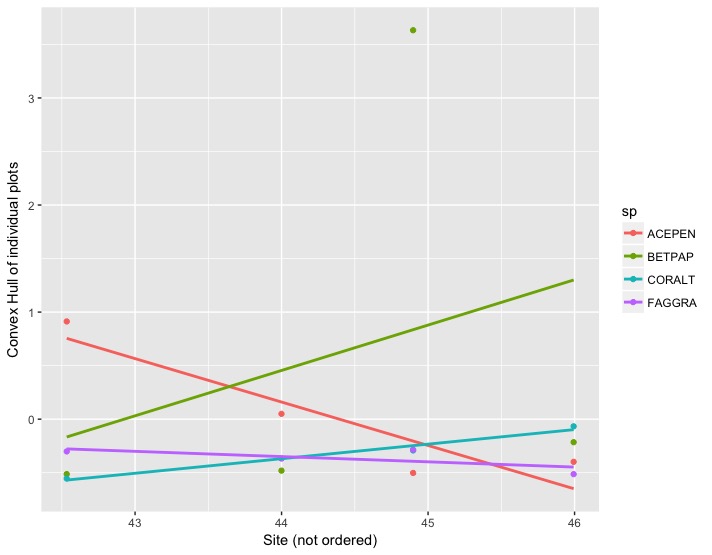 3
2
1
0
43
44
45
46
Convex Hull of individual plots
Site (not ordered)
sp
ACEPEN
BETPAP
CORALT
FAGGRA